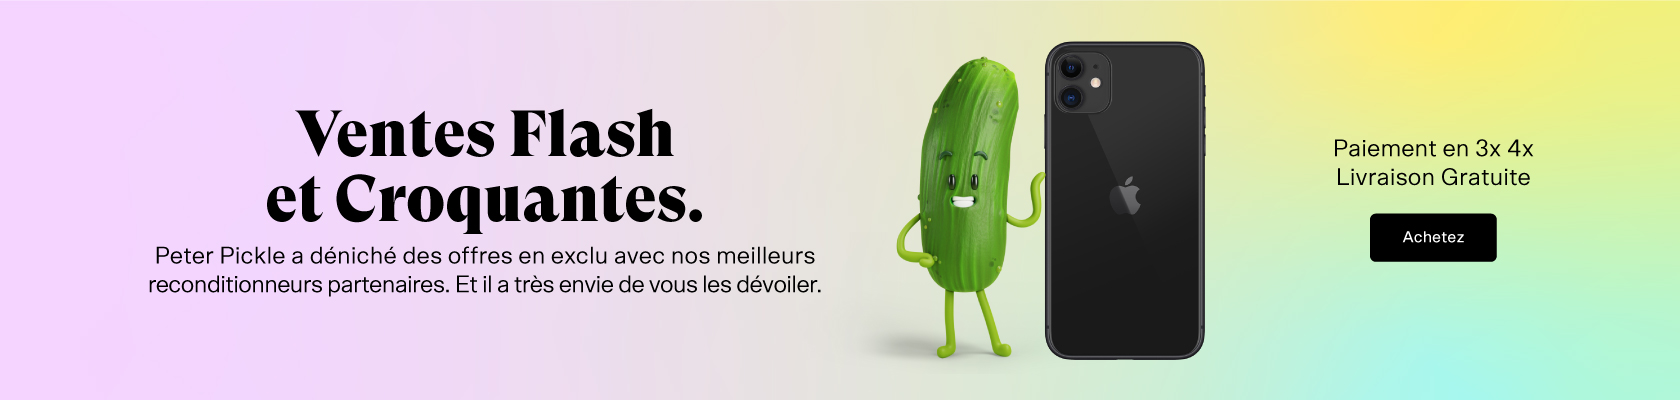 Ventes Flash
et Croquantes.
Peter Pickle a déniché des offres en exclu avec nos meilleurs
reconditionneurs partenaires. Et il a très envie de vous les dévoiler.
Paiement en 3x 4x
Livraison Gratuite
Achetez